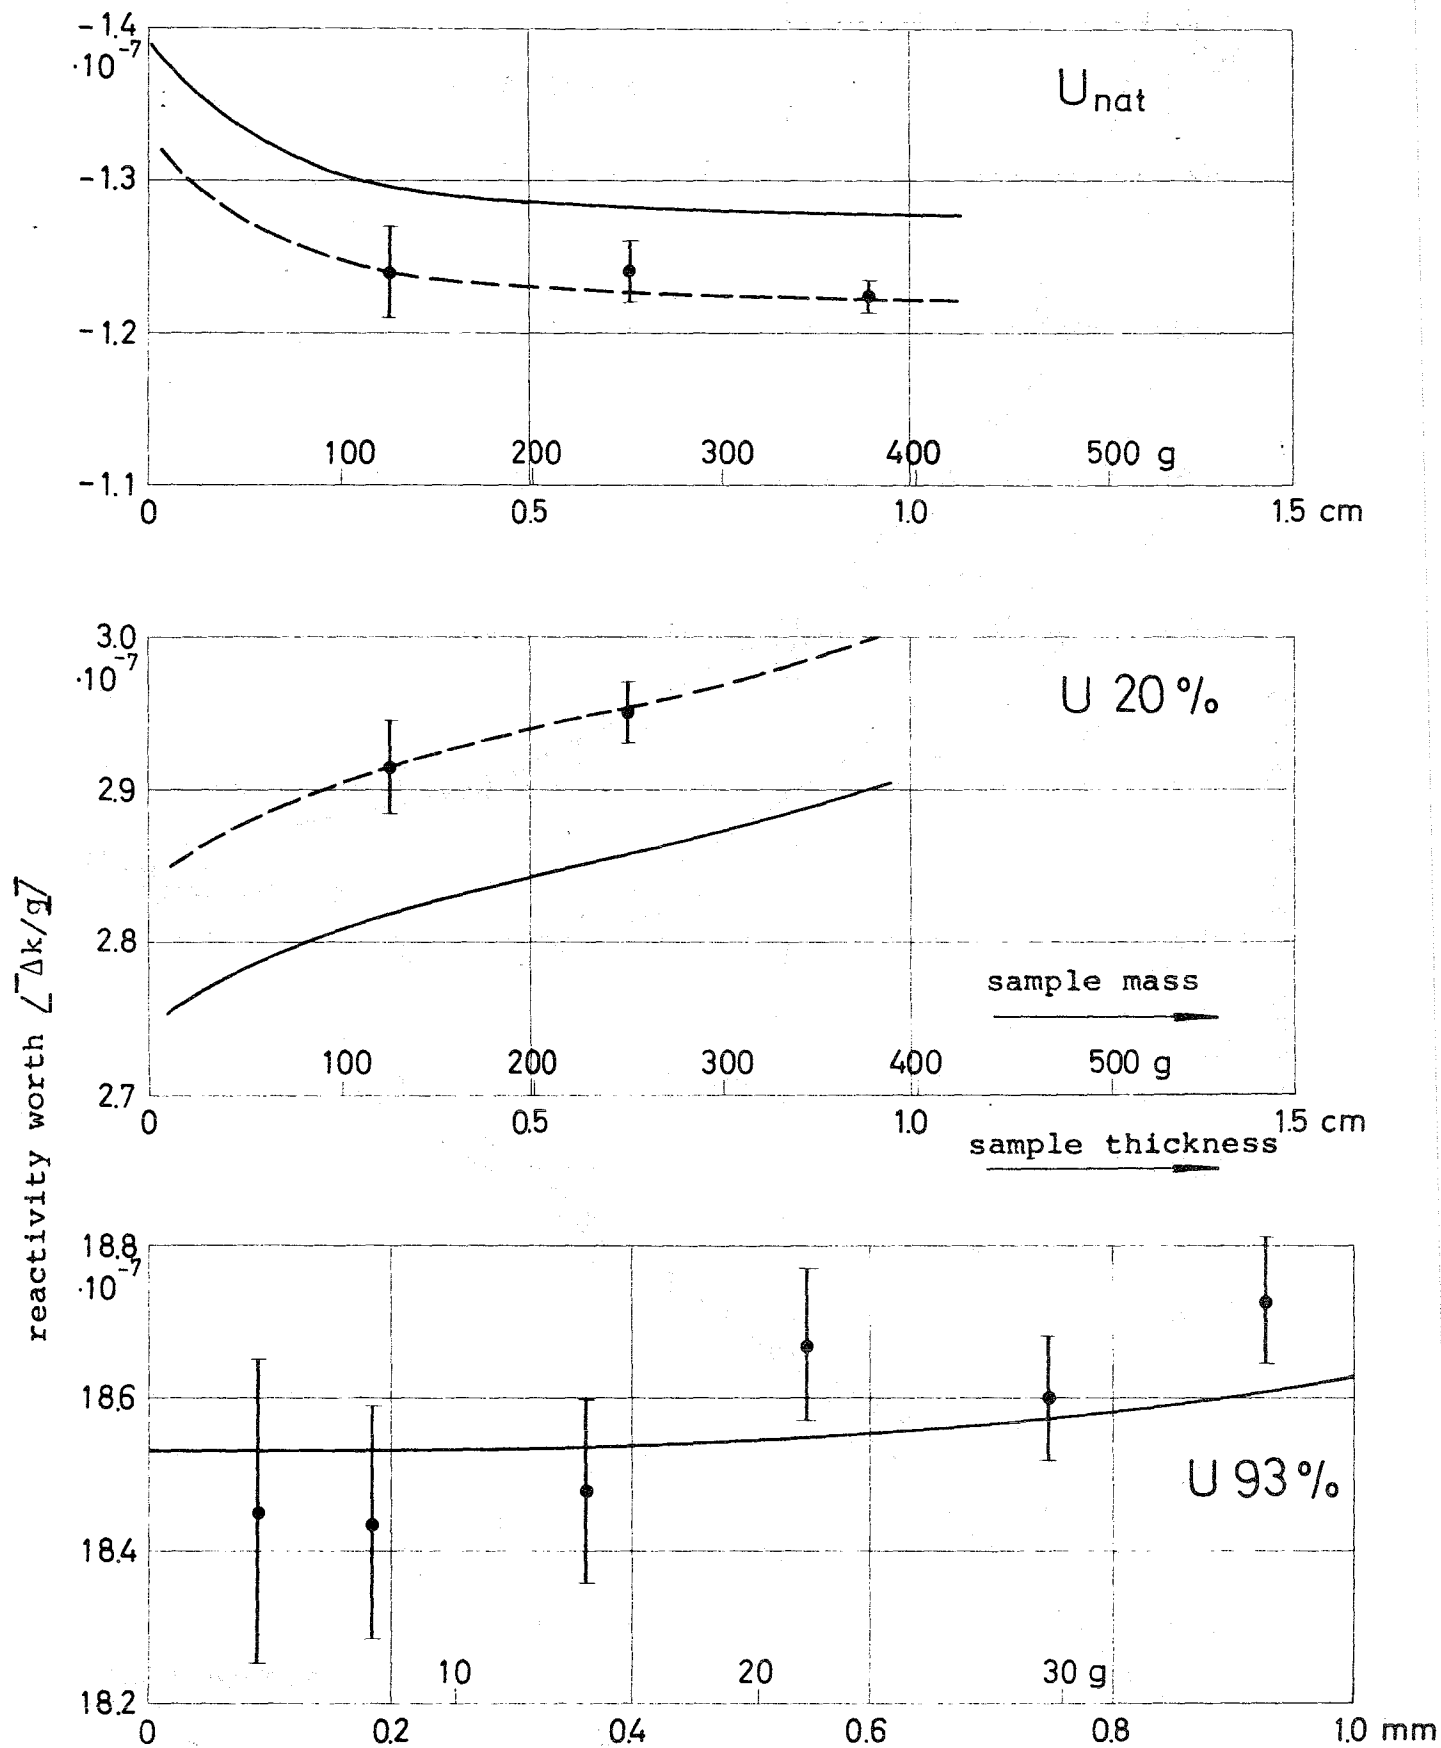 -1.4
·10⁻⁷
U nat
-1.3
-1.2
100 200 300 400 500 g
-1.1
0 0.5 1.0 1.5 cm
3.0
·10⁻⁷
U 20%
2.9
2.8
sample mass
100 200 300 400 500 g
2.7
0 0.5 1.0 1.5 cm
sample thickness
reactivity worth [Δk/g]
18.8
·10⁻⁷
18.6
U 93%
18.4
10 20 30 g
18.2
0 0.2 0.4 0.6 0.8 1.0 mm